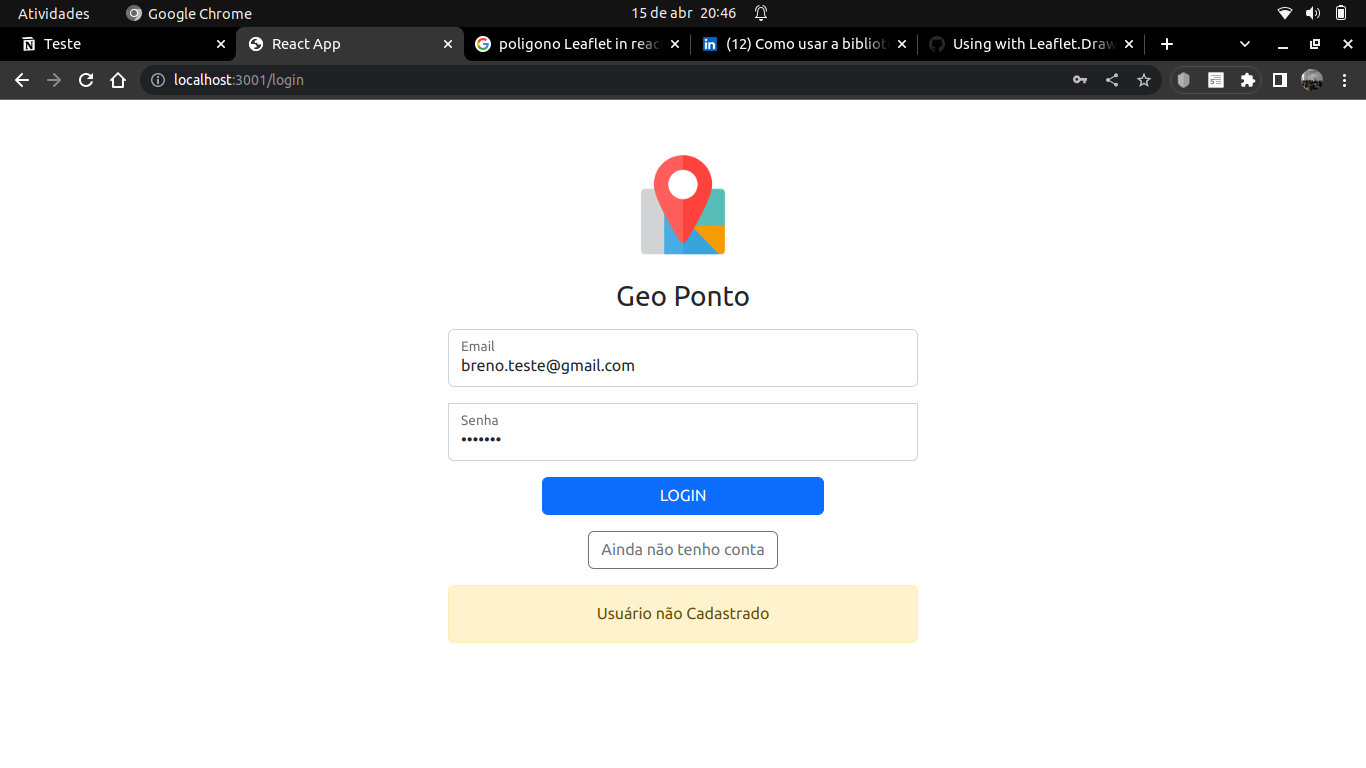 Atividades Google Chrome 15 de abr 20:46
Teste React App poligono Leaflet in reac (12) Como usar a bibliot Using with Leaflet.Draw
localhost:3001/login
Geo Ponto
Email
breno.teste@gmail.com
Senha
•••••••
LOGIN
Ainda não tenho conta
Usuário não Cadastrado